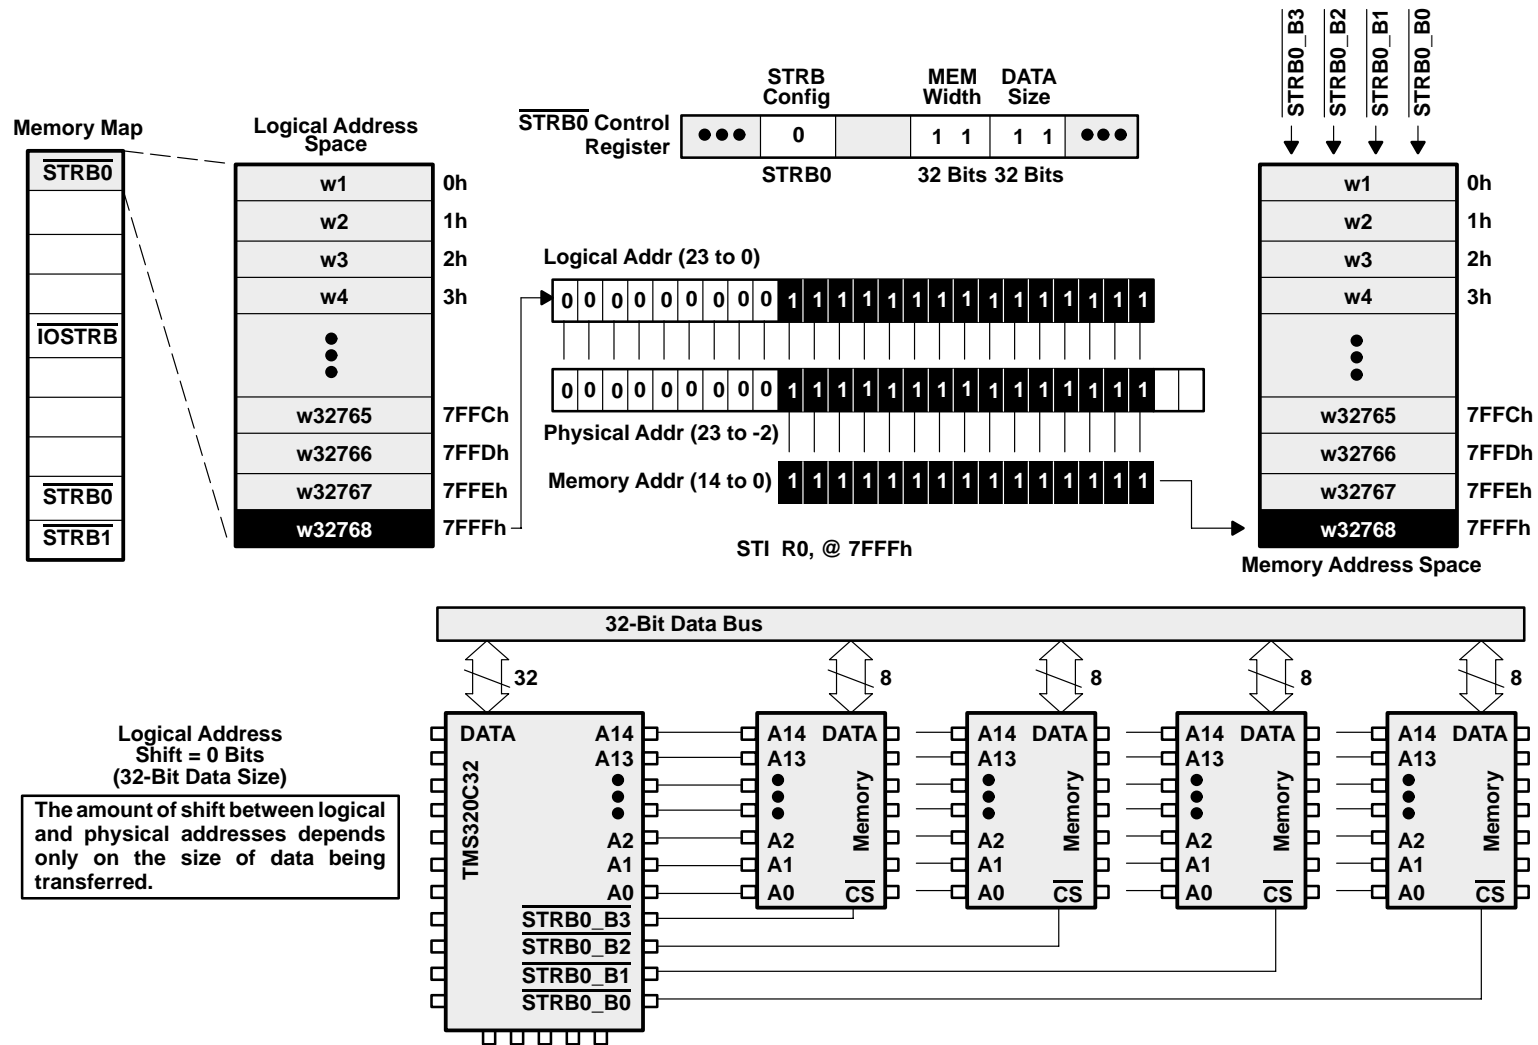 STRB0_B3
STRB0_B2
STRB0_B1
STRB0_B0
STRB Config
MEM Width
DATA Size
STRB0 Control Register
●●● 0 1 1 1 1 ●●●
STRB0 32 Bits 32 Bits
Memory Map
STRB0
IOSTRB
STRB0
STRB1
Logical Address Space
w1 0h
w2 1h
w3 2h
w4 3h
w32765 7FFCh
w32766 7FFDh
w32767 7FFEh
w32768 7FFFh
Logical Addr (23 to 0)
0 0 0 0 0 0 0 0 0 1 1 1 1 1 1 1 1 1 1 1 1 1 1 1
0 0 0 0 0 0 0 0 0 1 1 1 1 1 1 1 1 1 1 1 1 1 1 1
Physical Addr (23 to -2)
Memory Addr (14 to 0) 1 1 1 1 1 1 1 1 1 1 1 1 1 1 1
STI R0, @ 7FFFh
w1 0h
w2 1h
w3 2h
w4 3h
w32765 7FFCh
w32766 7FFDh
w32767 7FFEh
w32768 7FFFh
Memory Address Space
32-Bit Data Bus
32
8
8
8
8
Logical Address
Shift = 0 Bits
(32-Bit Data Size)
The amount of shift between logical
and physical addresses depends
only on the size of data being
transferred.
TMS320C32
DATA
A14
A13
A2
A1
A0
STRB0_B3
STRB0_B2
STRB0_B1
STRB0_B0
A14 DATA
A13
A2
A1
A0 CS
Memory
A14 DATA
A13
A2
A1
A0 CS
Memory
A14 DATA
A13
A2
A1
A0 CS
Memory
A14 DATA
A13
A2
A1
A0 CS
Memory